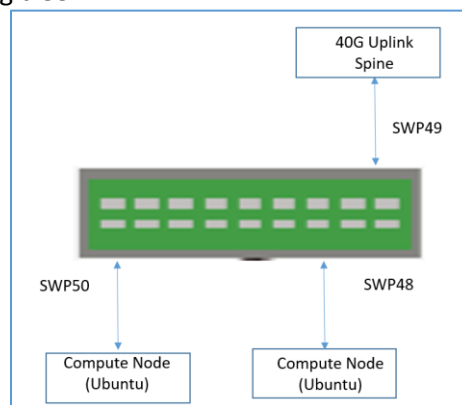 40G Uplink
Spine
SWP49
SWP50
SWP48
Compute Node
(Ubuntu)
Compute Node
(Ubuntu)